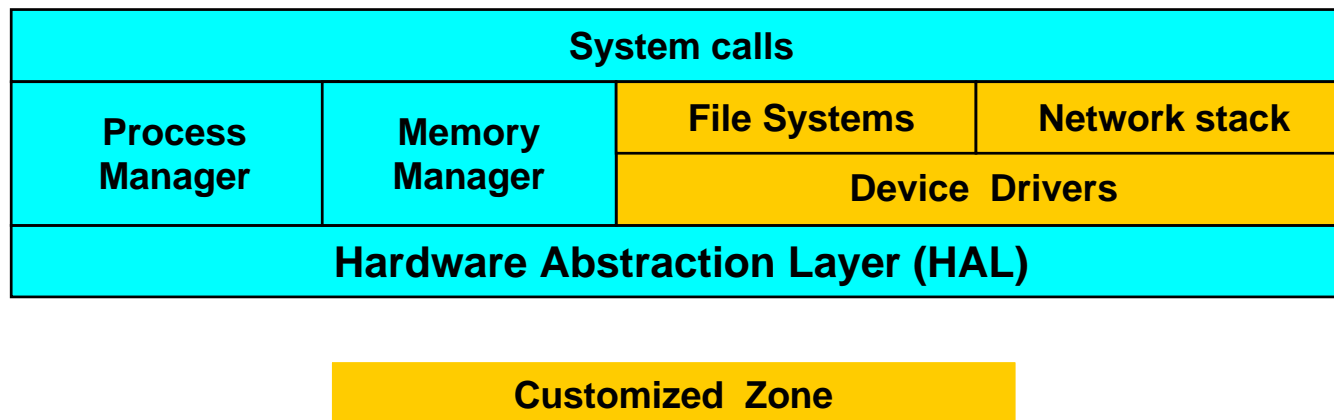 System calls
Process
Manager
Memory
Manager
File Systems
Network stack
Device Drivers
Hardware Abstraction Layer (HAL)
Customized Zone